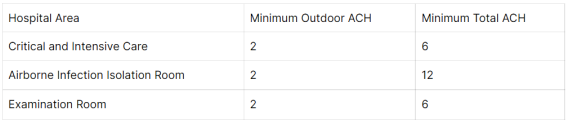 Hospital Area Minimum Outdoor ACH Minimum Total ACH
Critical and Intensive Care 2 6
Airborne Infection Isolation Room 2 12
Examination Room 2 6